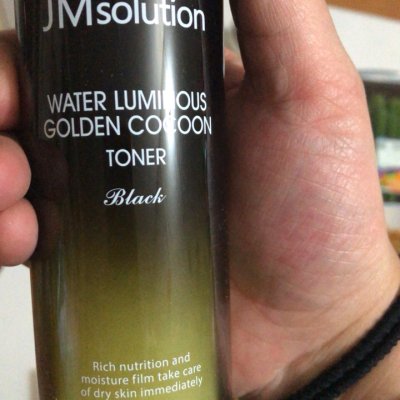 JMsolution
WATER LUMINOUS
GOLDEN COCOON
TONER
Black
Rich nutrition and
moisture film take care
of dry skin immediately